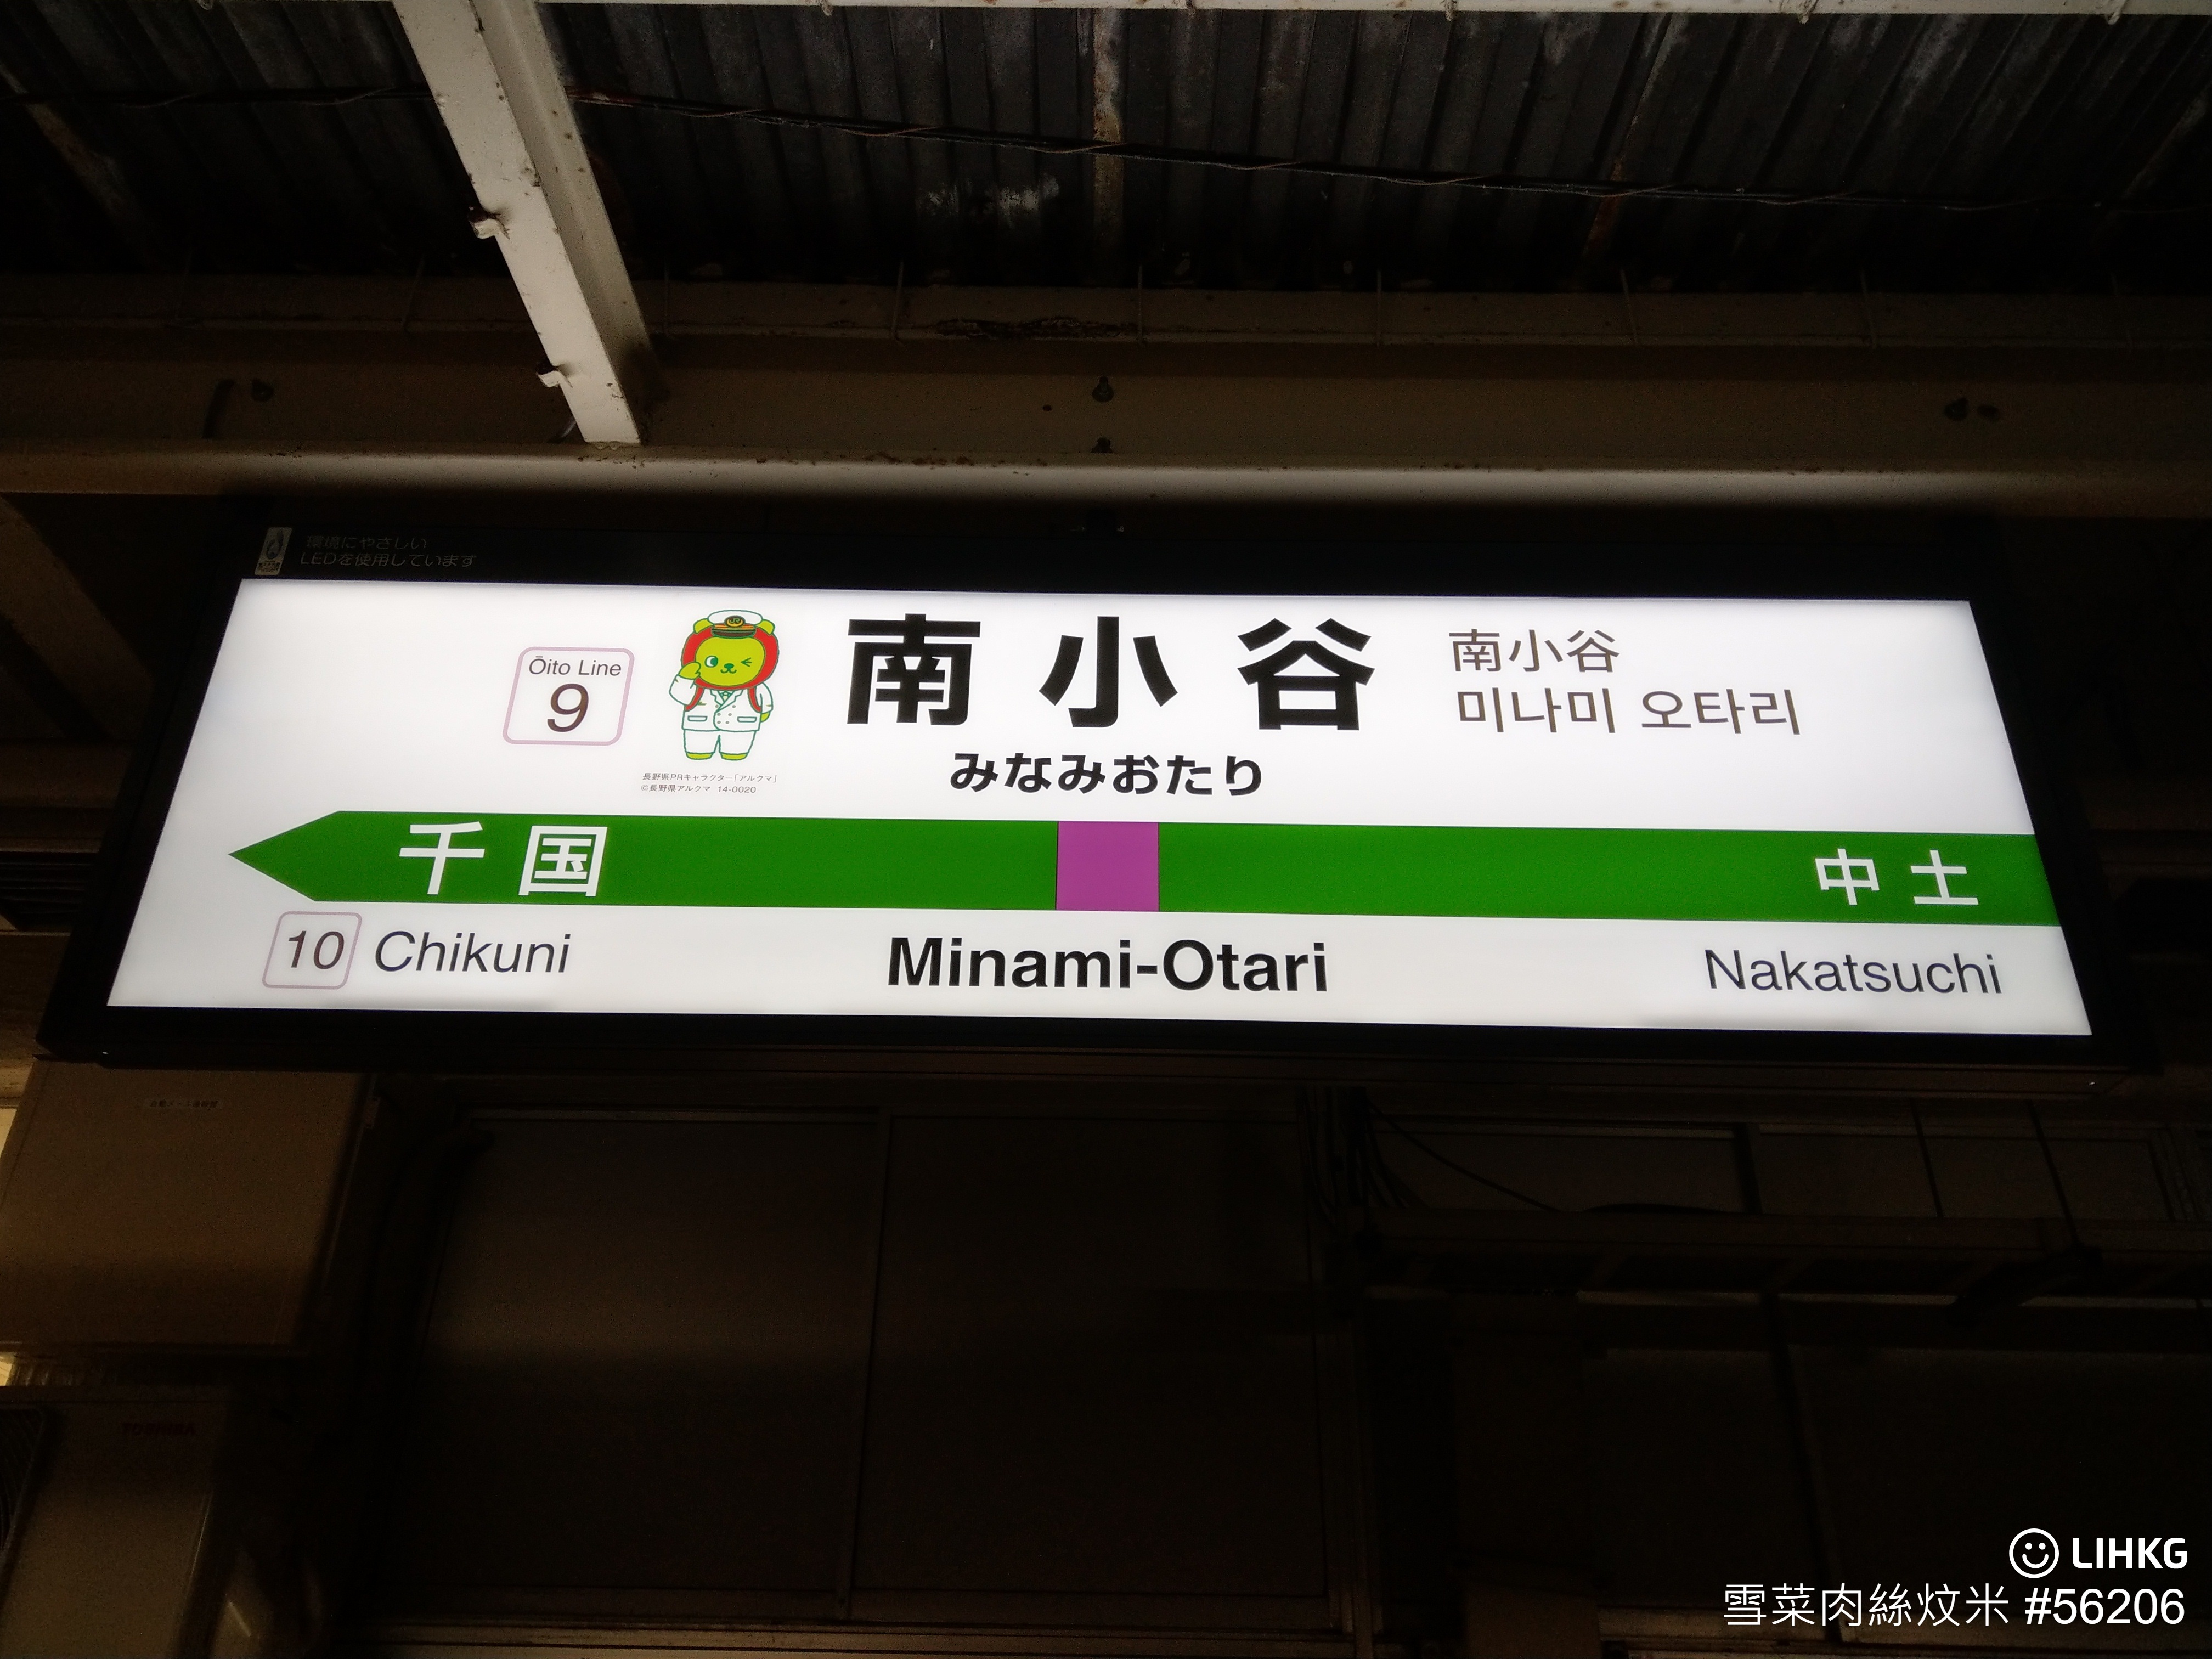 環境にやさしい
LEDを使用しています
Ōito Line
9
南小谷
南小谷
미나미 오타리
みなみおたり
長野県PRキャラクター「アルクマ」
©長野県アルクマ 14-0020
千国
中土
10 Chikuni
Minami-Otari
Nakatsuchi
TOSHIBA
LIHKG
雪菜肉絲炆米 #56206